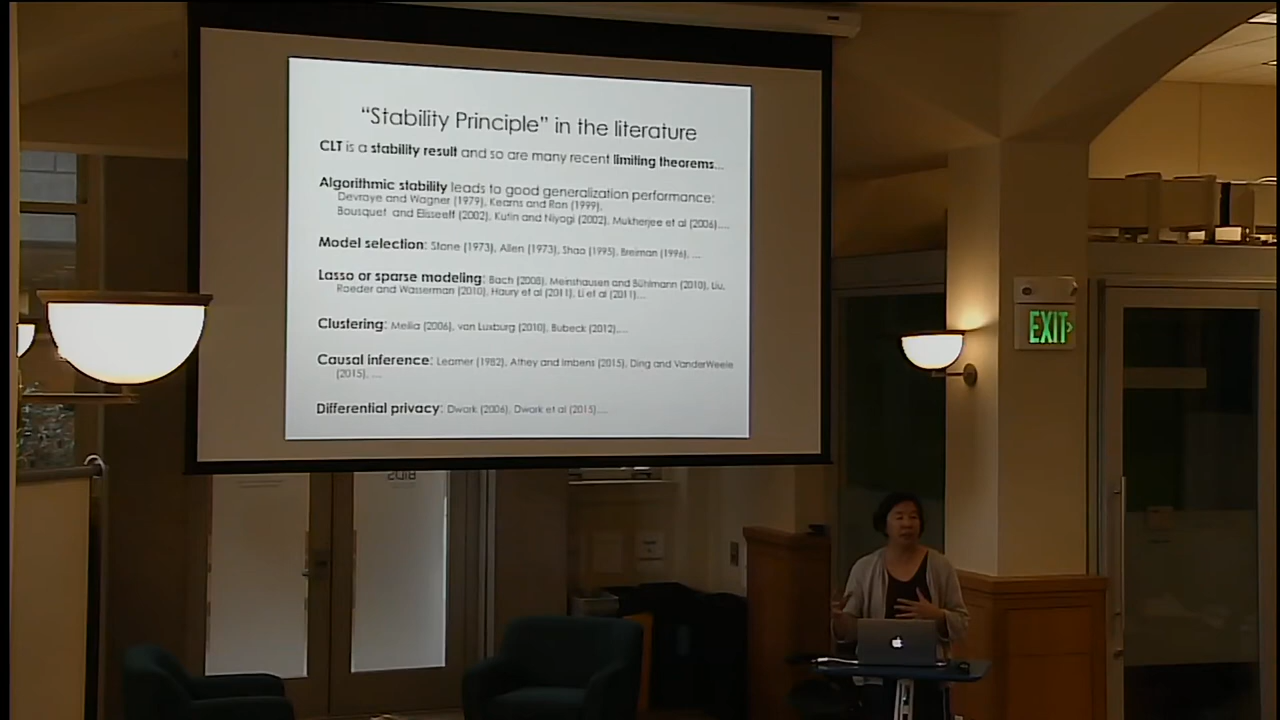 “Stability Principle” in the literature
CLT is a stability result and so are many recent limiting theorems...
Algorithmic stability leads to good generalization performance:
Devroye and Wagner (1979), Kearns and Ron (1999),
Bousquet and Elisseeff (2002), Kutin and Niyogi (2002), Mukherjee et al (2006)....
Model selection: Stone (1973), Allen (1973), Shao (1995), Breiman (1996), ...
Lasso or sparse modeling: Bach (2008), Meinshausen and Bühlmann (2010), Liu,
Roeder and Wasserman (2010), Haury et al (2011), Li et al (2011)...
Clustering: Meila (2006), von Luxburg (2010), Bubeck (2012),...
Causal inference: Leamer (1982), Athey and Imbens (2015), Ding and VanderWeele
(2015), ...
Differential privacy: Dwork (2006), Dwork et al (2015)....
EXIT